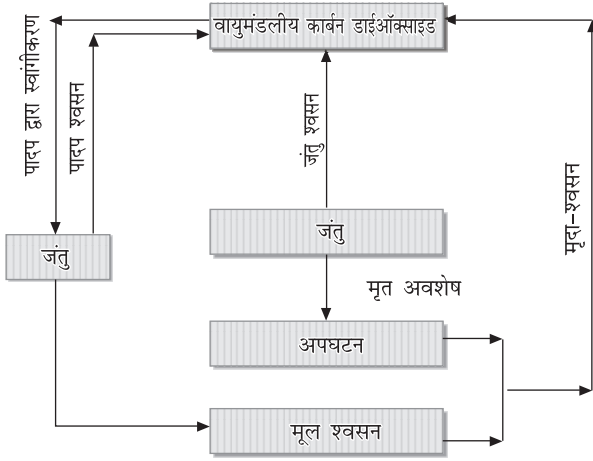 वायुमंडलीय कार्बन डाईऑक्साइड
पादप द्वारा स्वांगीकरण
पादप श्वसन
जंतु श्वसन
मृदा-श्वसन
जंतु
जंतु
मृत अवशेष
अपघटन
मूल श्वसन